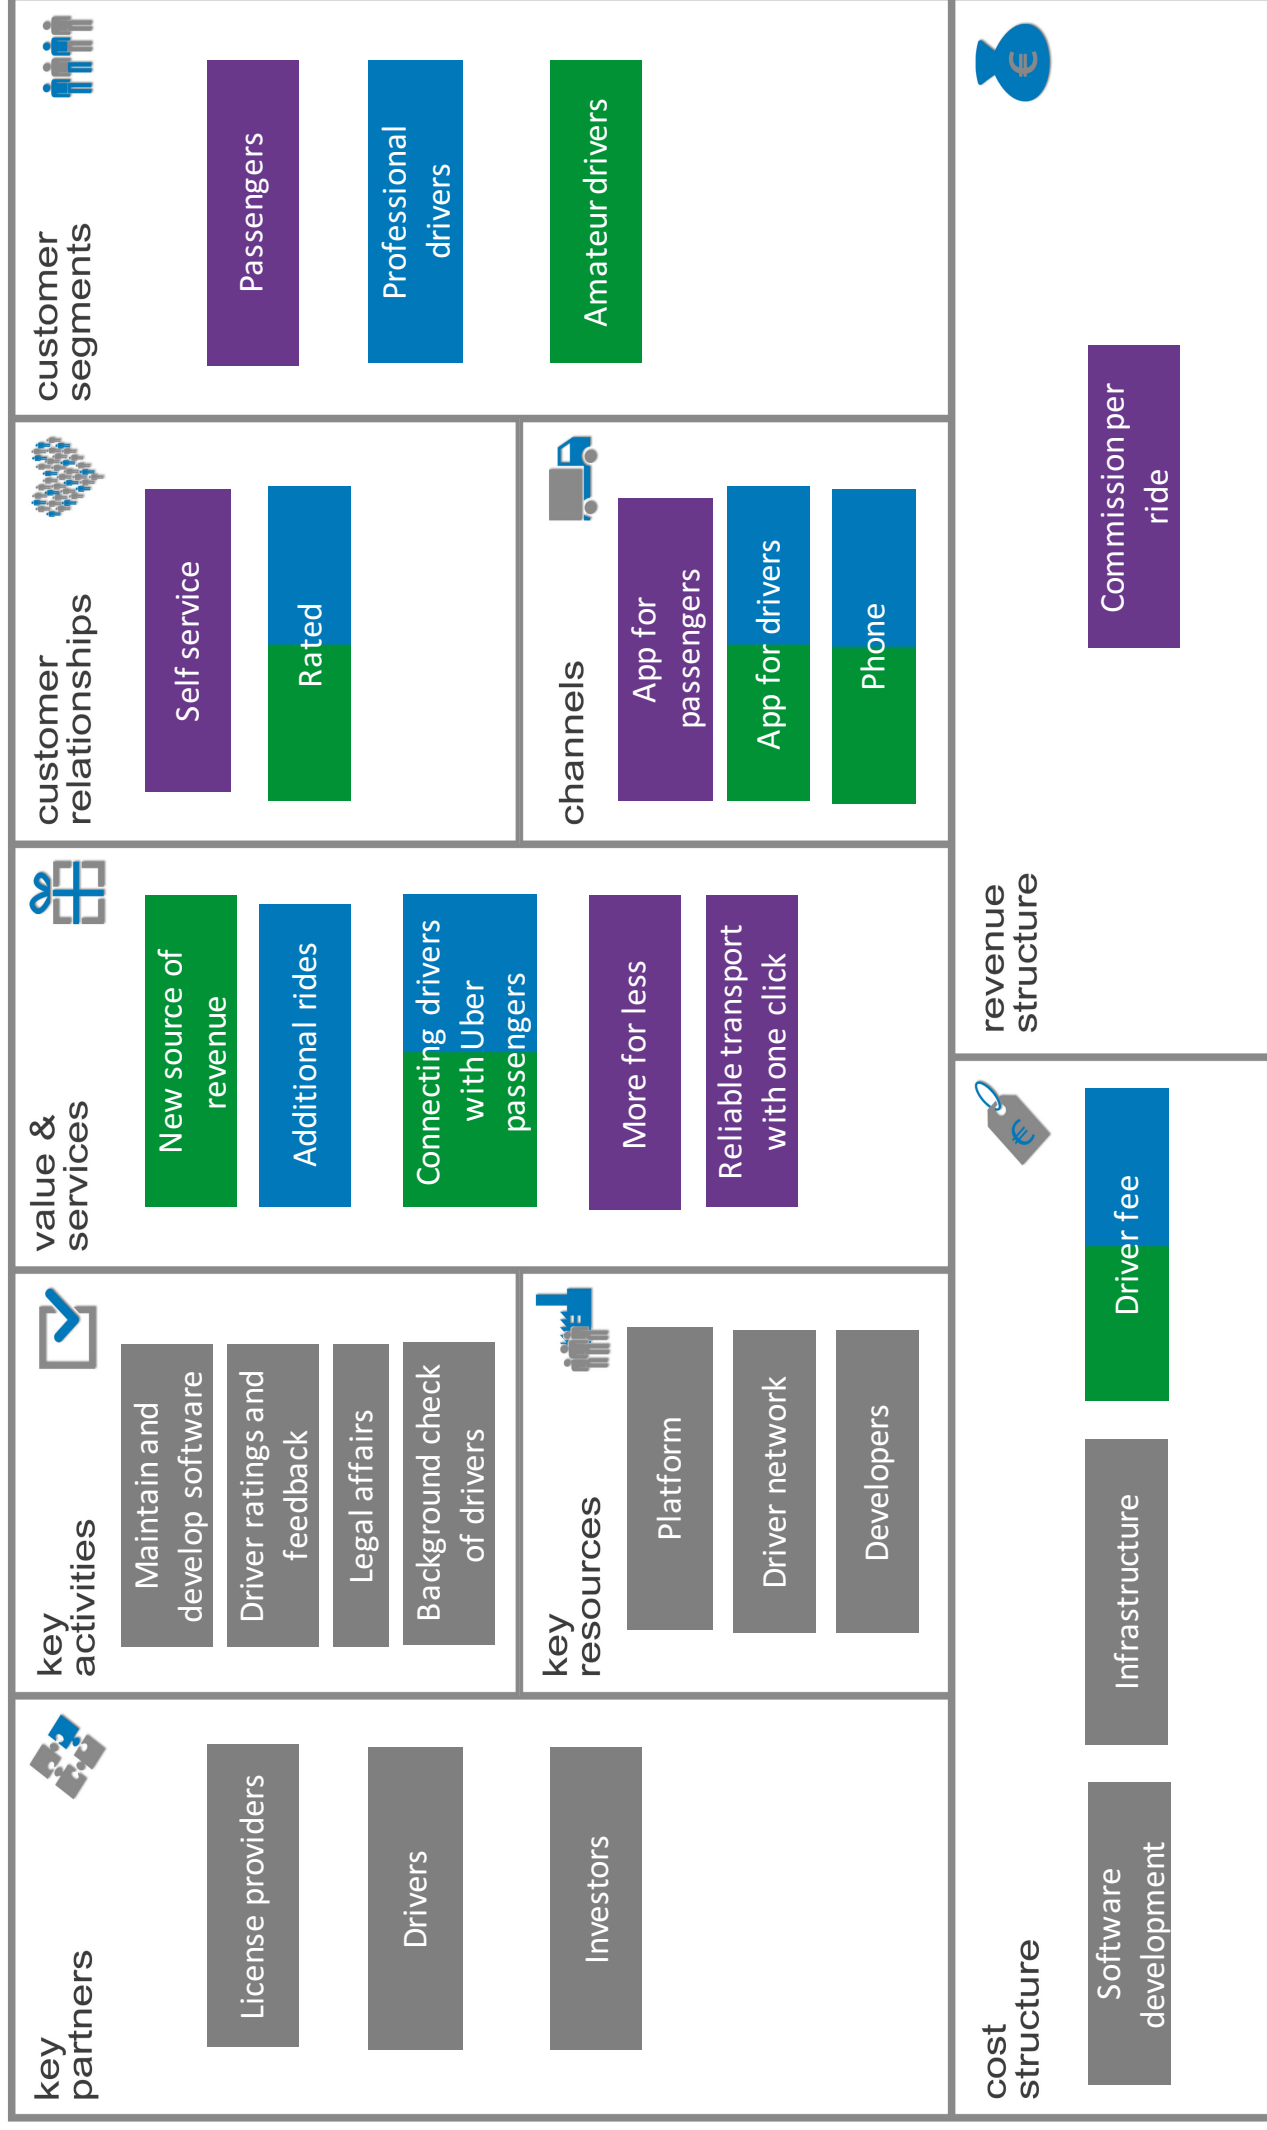 key
partners
License providers
Drivers
Investors
key
activities
Maintain and
develop software
Driver ratings and
feedback
Legal affairs
Background check
of drivers
key
resources
Platform
Driver network
Developers
value &
services
New source of
revenue
Additional rides
Connecting drivers
with Uber
passengers
More for less
Reliable transport
with one click
customer
relationships
Self service
Rated
channels
App for
passengers
App for drivers
Phone
customer
segments
Passengers
Professional
drivers
Amateur drivers
cost
structure
€
Software
development
Infrastructure
Driver fee
revenue
structure
€
Commission per
ride